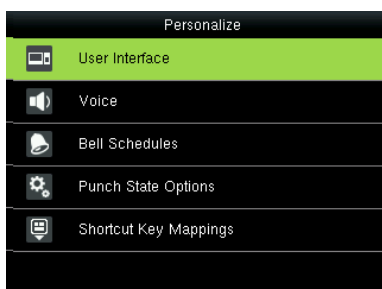 Personalize
User Interface
Voice
Bell Schedules
Punch State Options
Shortcut Key Mappings